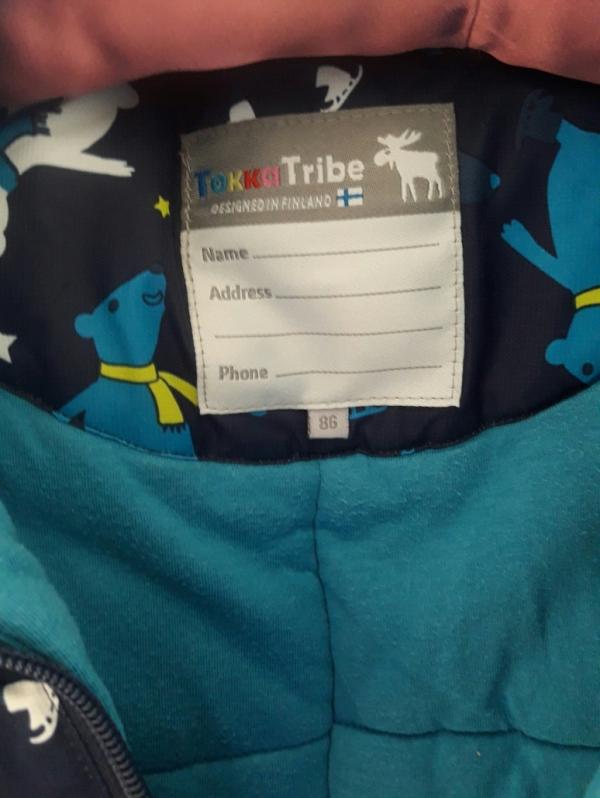 TokkaTribe
DESIGNED IN FINLAND
Name
Address
Phone
86